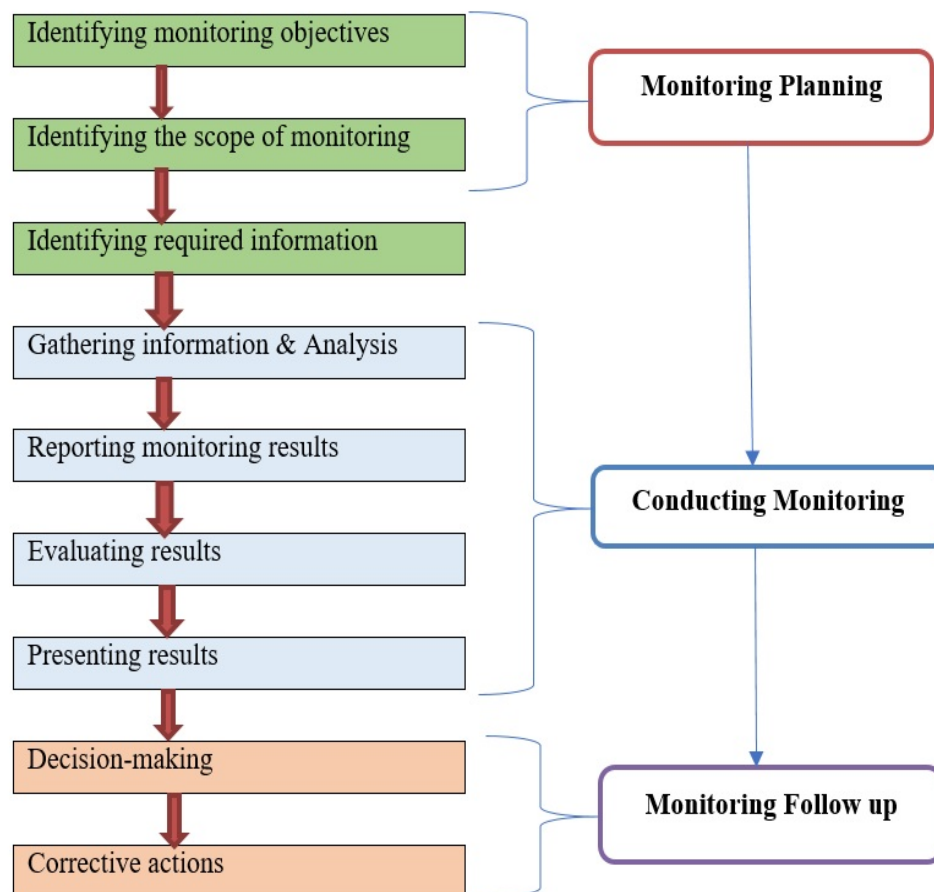 Identifying monitoring objectives
Identifying the scope of monitoring
Identifying required information
Gathering information & Analysis
Reporting monitoring results
Evaluating results
Presenting results
Decision-making
Corrective actions
Monitoring Planning
Conducting Monitoring
Monitoring Follow up